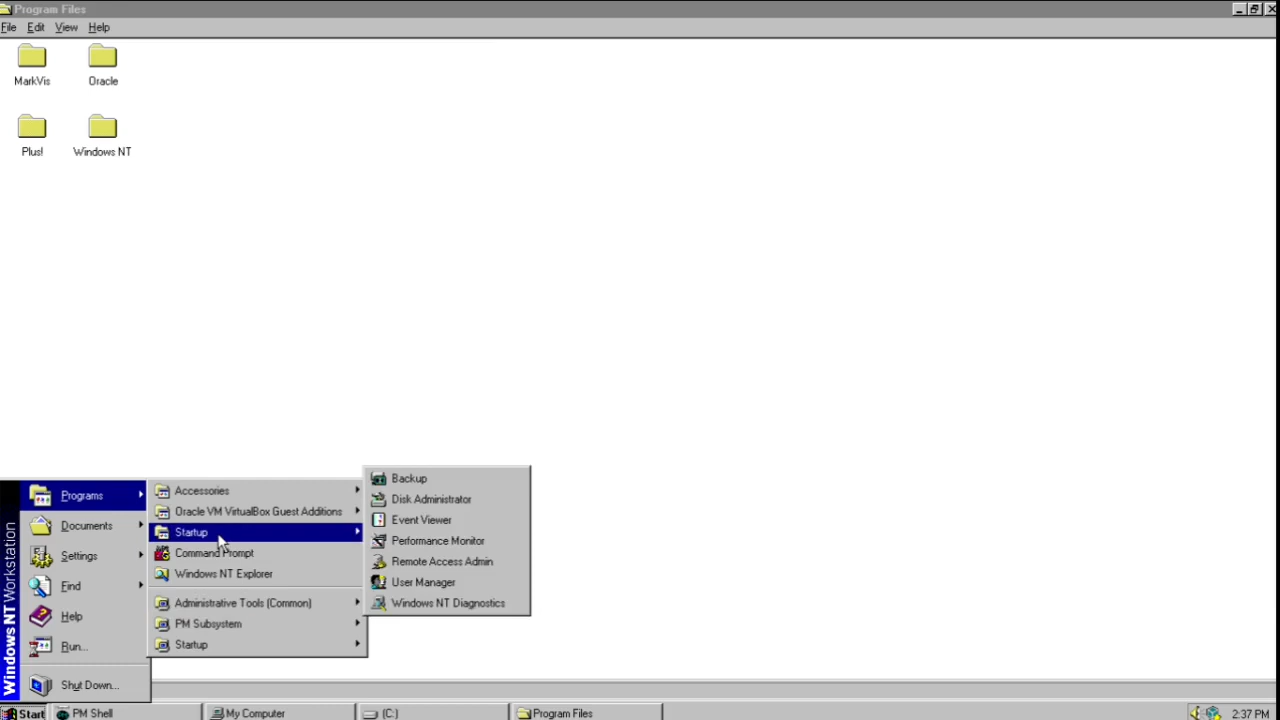 Program Files
File Edit View Help
MarkVis Oracle
Plus! Windows NT
Windows NT Workstation
Programs
Documents
Settings
Find
Help
Run...
Shut Down...
Accessories
Oracle VM VirtualBox Guest Additions
Startup
Command Prompt
Windows NT Explorer
Administrative Tools (Common)
PM Subsystem
Startup
Backup
Disk Administrator
Event Viewer
Performance Monitor
Remote Access Admin
User Manager
Windows NT Diagnostics
Start PM Shell My Computer (C:) Program Files 2:37 PM